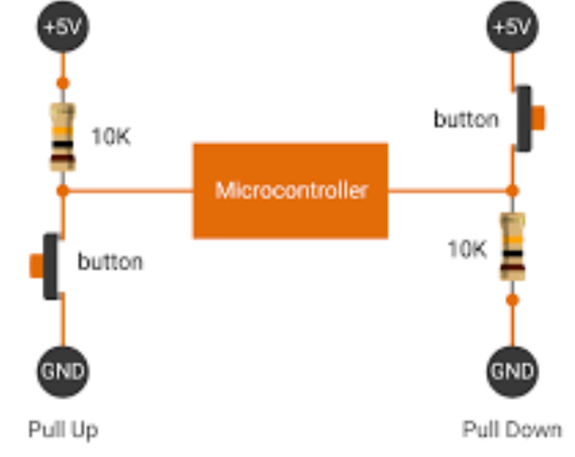 +5V
+5V
10K
button
Microcontroller
button
10K
GND
GND
Pull Up
Pull Down